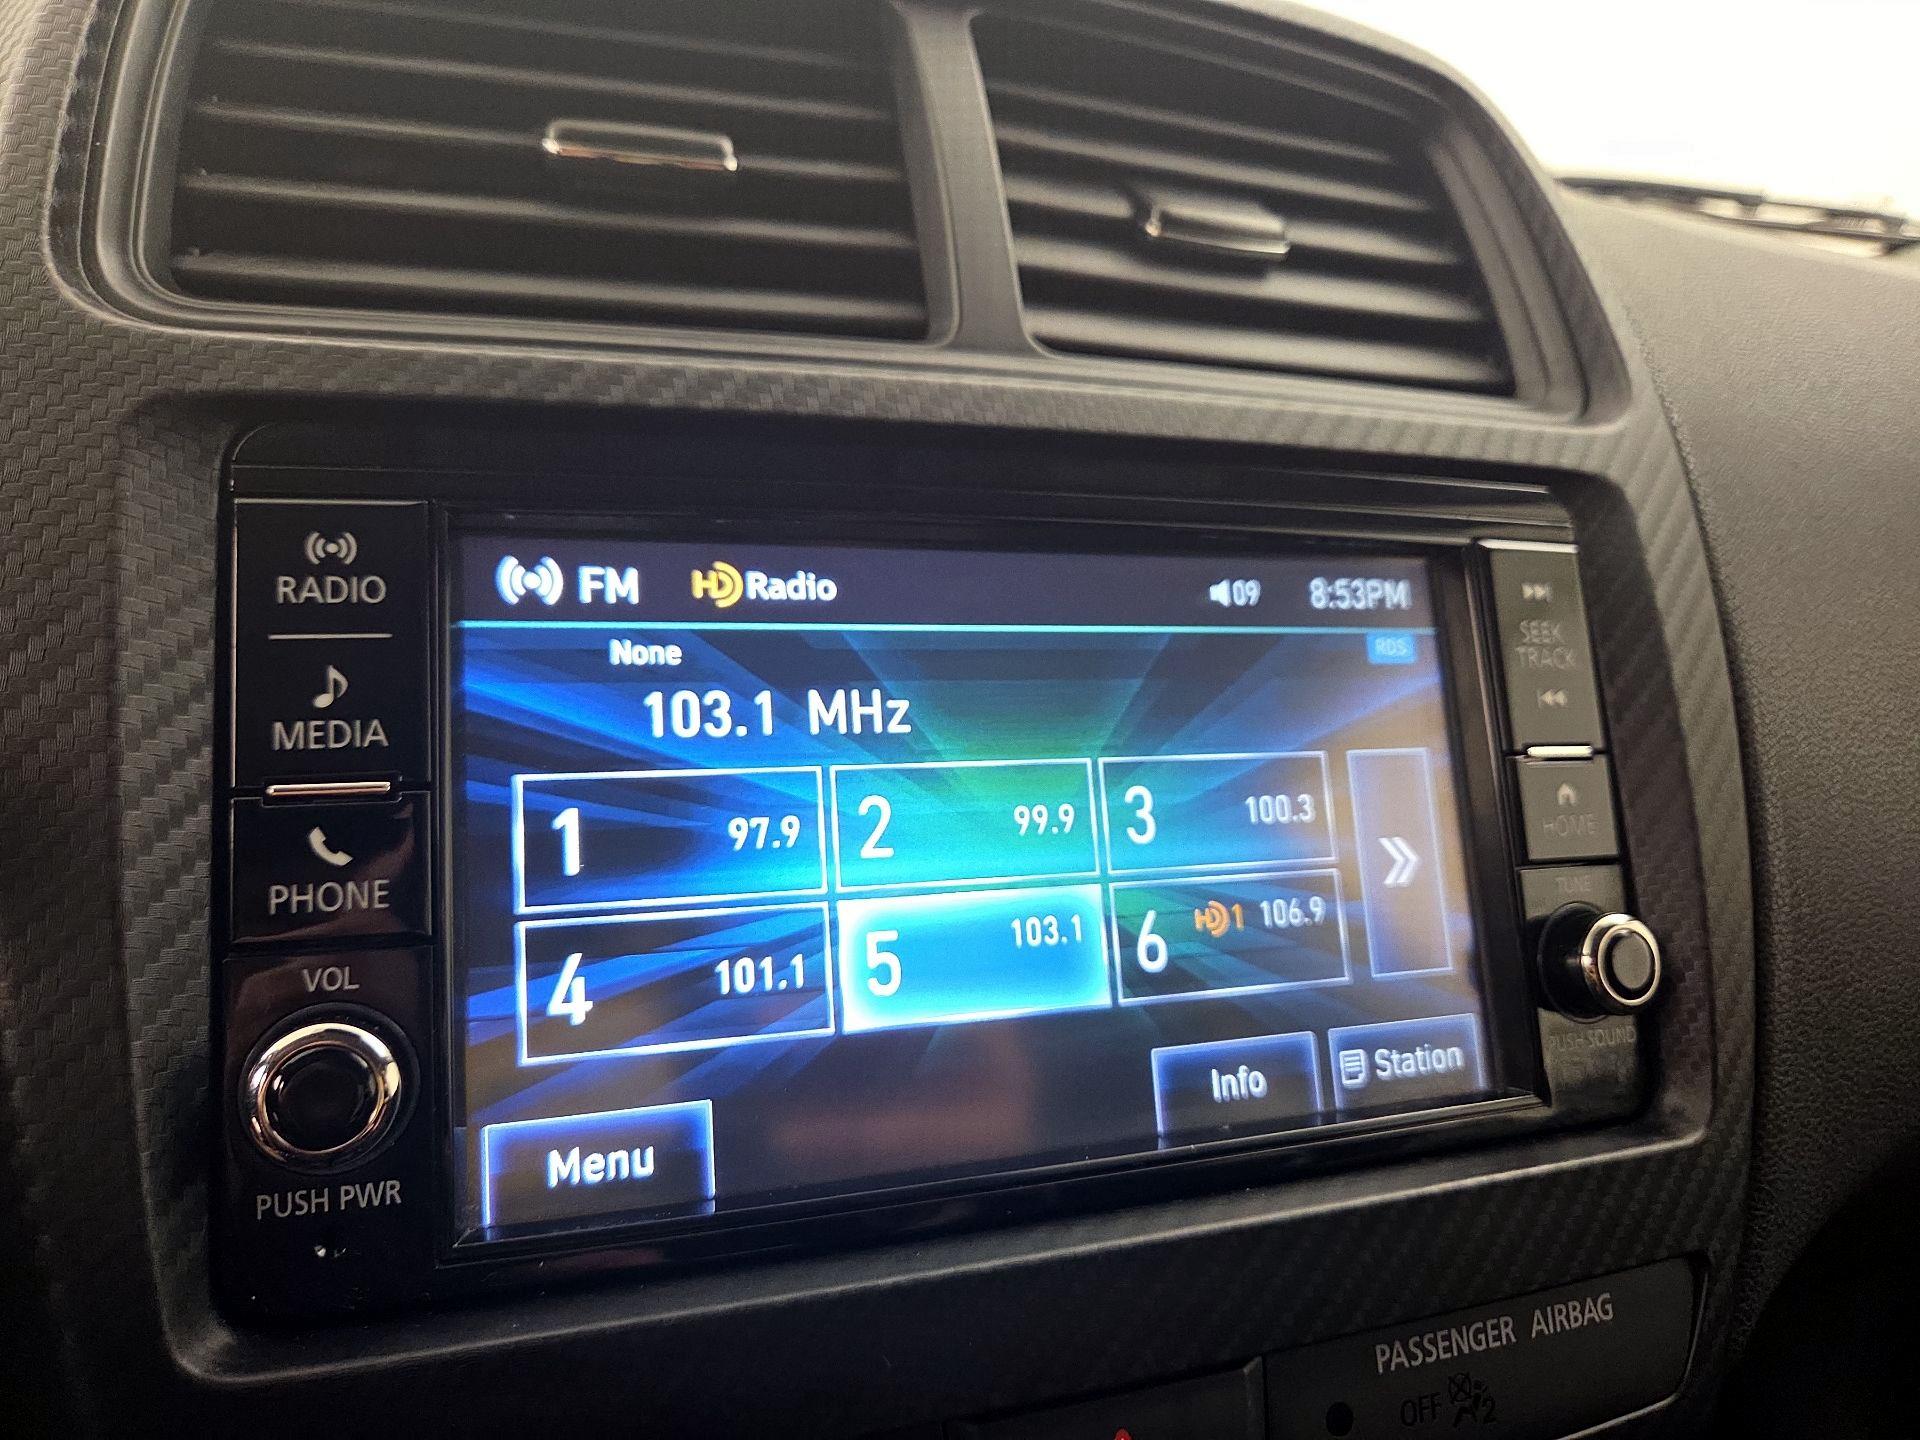 RADIO
MEDIA
PHONE
VOL
PUSH PWR
FM HD Radio 09 8:53PM
None RDS
103.1 MHz
1 97.9
2 99.9
3 100.3
4 101.1
5 103.1
6 HD1 106.9
Menu
Info
Station
SEEK
TRACK
HOME
TUNE
PUSH SOUND
PASSENGER AIRBAG
OFF 2